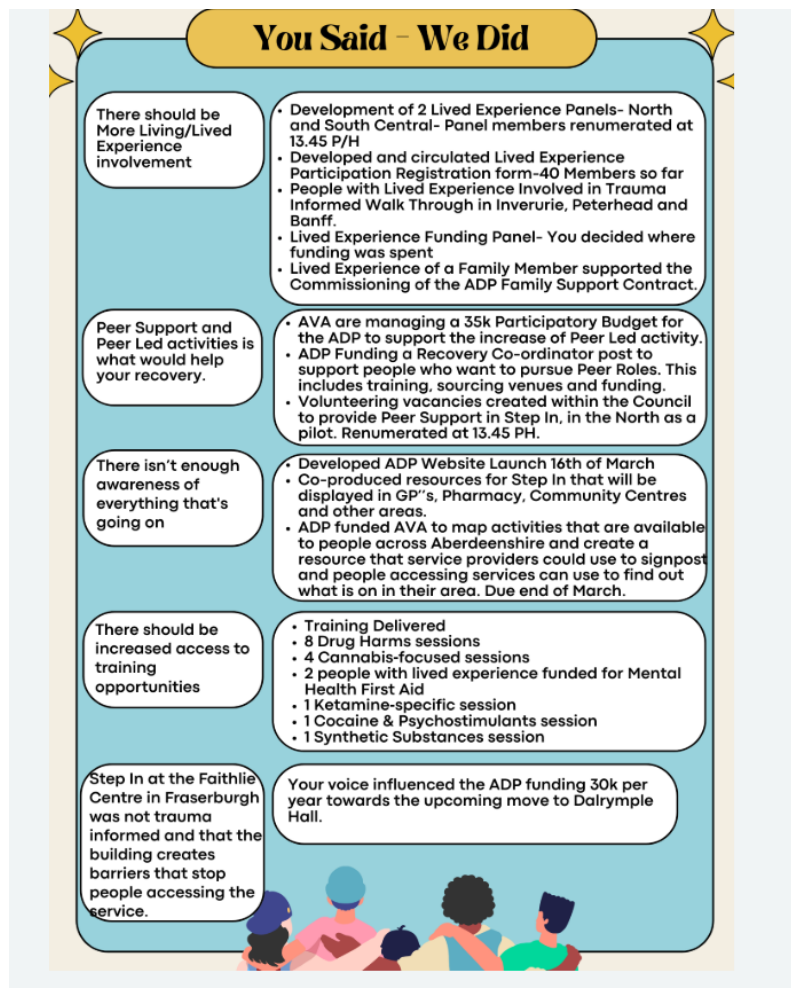 You Said - We Did
There should be
More Living/Lived
Experience
involvement
• Development of 2 Lived Experience Panels- North
and South Central- Panel members renumerated at
13.45 P/H
• Developed and circulated Lived Experience
Participation Registration form-40 Members so far
• People with Lived Experience Involved in Trauma
Informed Walk Through in Inverurie, Peterhead and
Banff.
• Lived Experience Funding Panel- You decided where
funding was spent
• Lived Experience of a Family Member supported the
Commissioning of the ADP Family Support Contract.
Peer Support and
Peer Led activities is
what would help
your recovery.
• AVA are managing a 35k Participatory Budget for
the ADP to support the increase of Peer Led activity.
• ADP Funding a Recovery Co-ordinator post to
support people who want to pursue Peer Roles. This
includes training, sourcing venues and funding.
• Volunteering vacancies created within the Council
to provide Peer Support in Step In, in the North as a
pilot. Renumerated at 13.45 PH.
There isn't enough
awareness of
everything that's
going on
• Developed ADP Website Launch 16th of March
• Co-produced resources for Step In that will be
displayed in GP''s, Pharmacy, Community Centres
and other areas.
• ADP funded AVA to map activities that are available
to people across Aberdeenshire and create a
resource that service providers could use to signpost
and people accessing services can use to find out
what is on in their area. Due end of March.
There should be
increased access to
training
opportunities
• Training Delivered
• 8 Drug Harms sessions
• 4 Cannabis-focused sessions
• 2 people with lived experience funded for Mental
Health First Aid
• 1 Ketamine-specific session
• 1 Cocaine & Psychostimulants session
• 1 Synthetic Substances session
Step In at the Faithlie
Centre in Fraserburgh
was not trauma
informed and that the
building creates
barriers that stop
people accessing the
service.
Your voice influenced the ADP funding 30k per
year towards the upcoming move to Dalrymple
Hall.